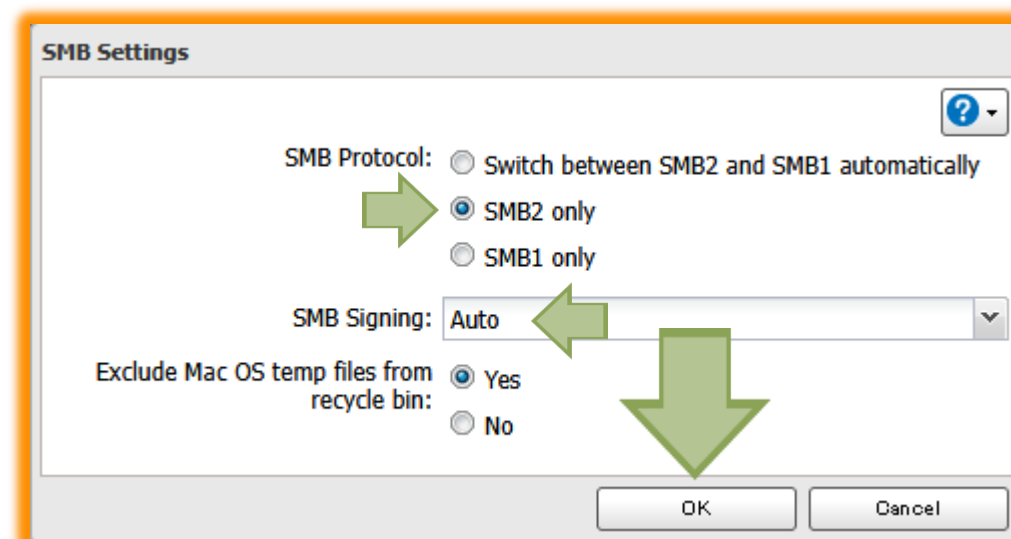 SMB Settings
SMB Protocol:
Switch between SMB2 and SMB1 automatically
SMB2 only
SMB1 only
SMB Signing:
Auto
Exclude Mac OS temp files from
recycle bin:
Yes
No
OK
Cancel